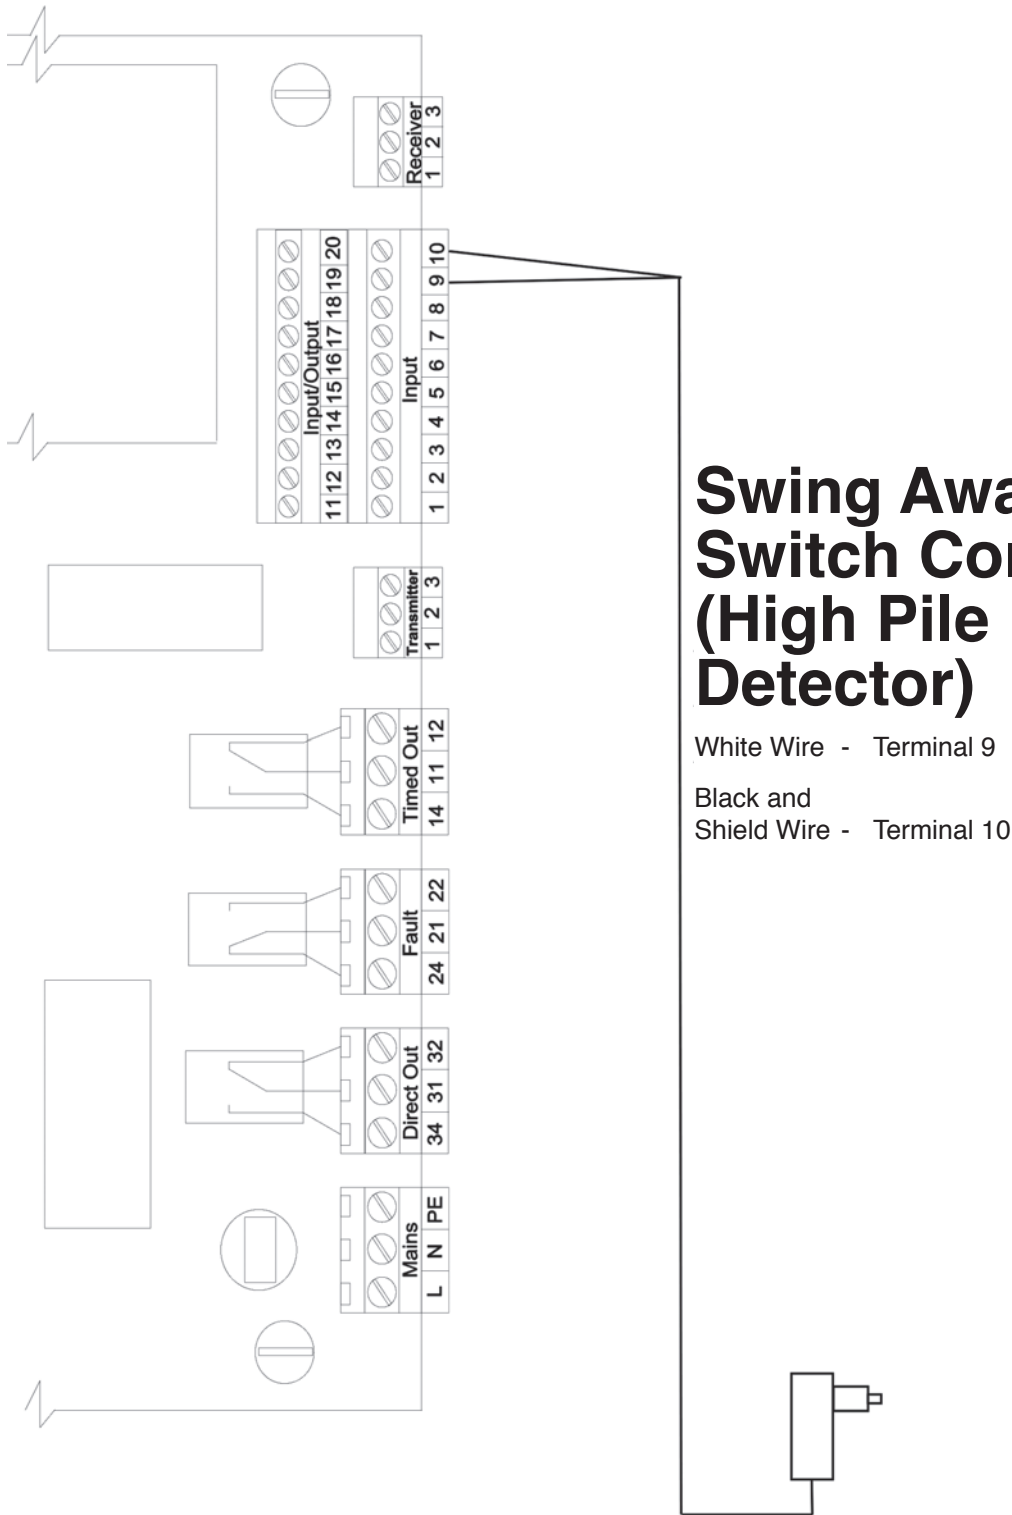 Receiver
1 2 3
Input/Output
11 12 13 14 15 16 17 18 19 20
Input
1 2 3 4 5 6 7 8 9 10
Transmitter
1 2 3
Timed Out
14 11 12
Fault
24 21 22
Direct Out
34 31 32
Mains
L N PE
Swing Awa
Switch Co
(High Pile
Detector)
White Wire - Terminal 9
Black and
Shield Wire - Terminal 10